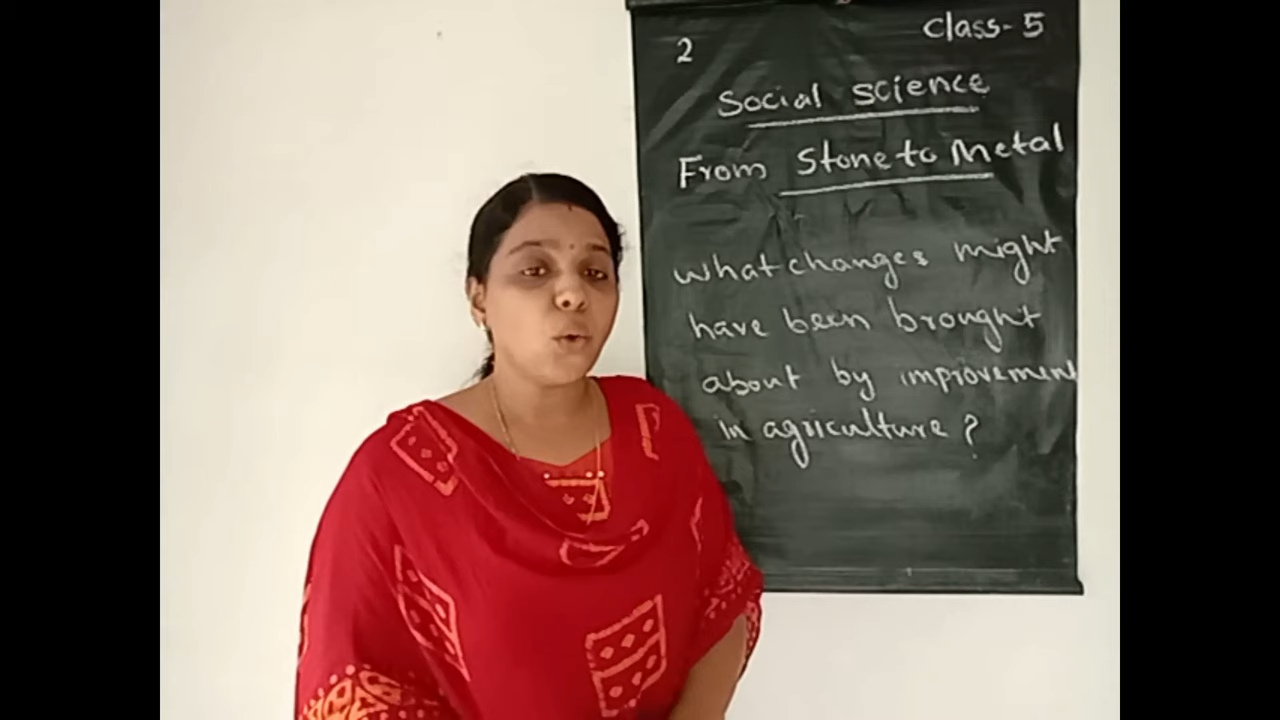 Class-5
2
Social science
From Stone to Metal
What changes might
have been brought
about by improvement
in agriculture?